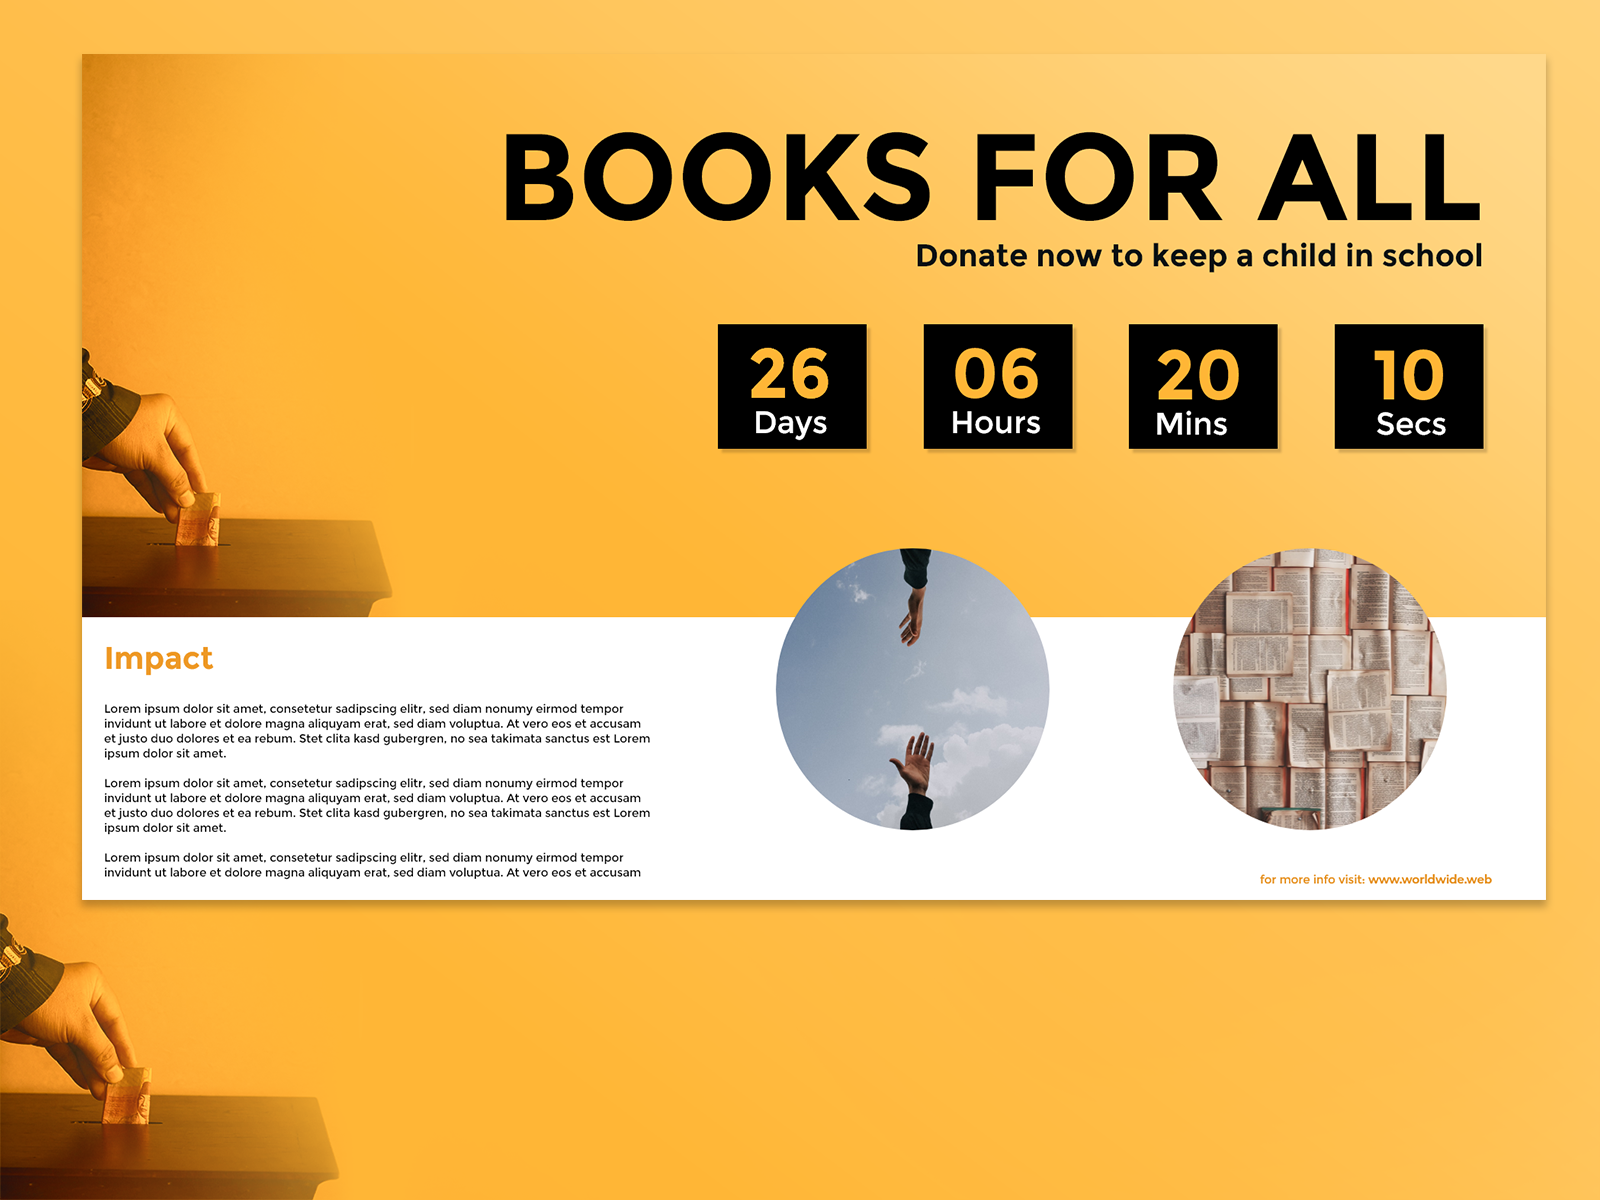 BOOKS FOR ALL
Donate now to keep a child in school
26
Days
06
Hours
20
Mins
10
Secs
Impact
Lorem ipsum dolor sit amet, consetetur sadipscing elitr, sed diam nonumy eirmod tempor
invidunt ut labore et dolore magna aliquyam erat, sed diam voluptua. At vero eos et accusam
et justo duo dolores et ea rebum. Stet clita kasd gubergren, no sea takimata sanctus est Lorem
ipsum dolor sit amet.
Lorem ipsum dolor sit amet, consetetur sadipscing elitr, sed diam nonumy eirmod tempor
invidunt ut labore et dolore magna aliquyam erat, sed diam voluptua. At vero eos et accusam
et justo duo dolores et ea rebum. Stet clita kasd gubergren, no sea takimata sanctus est Lorem
ipsum dolor sit amet.
Lorem ipsum dolor sit amet, consetetur sadipscing elitr, sed diam nonumy eirmod tempor
invidunt ut labore et dolore magna aliquyam erat, sed diam voluptua. At vero eos et accusam
for more info visit: www.worldwide.web